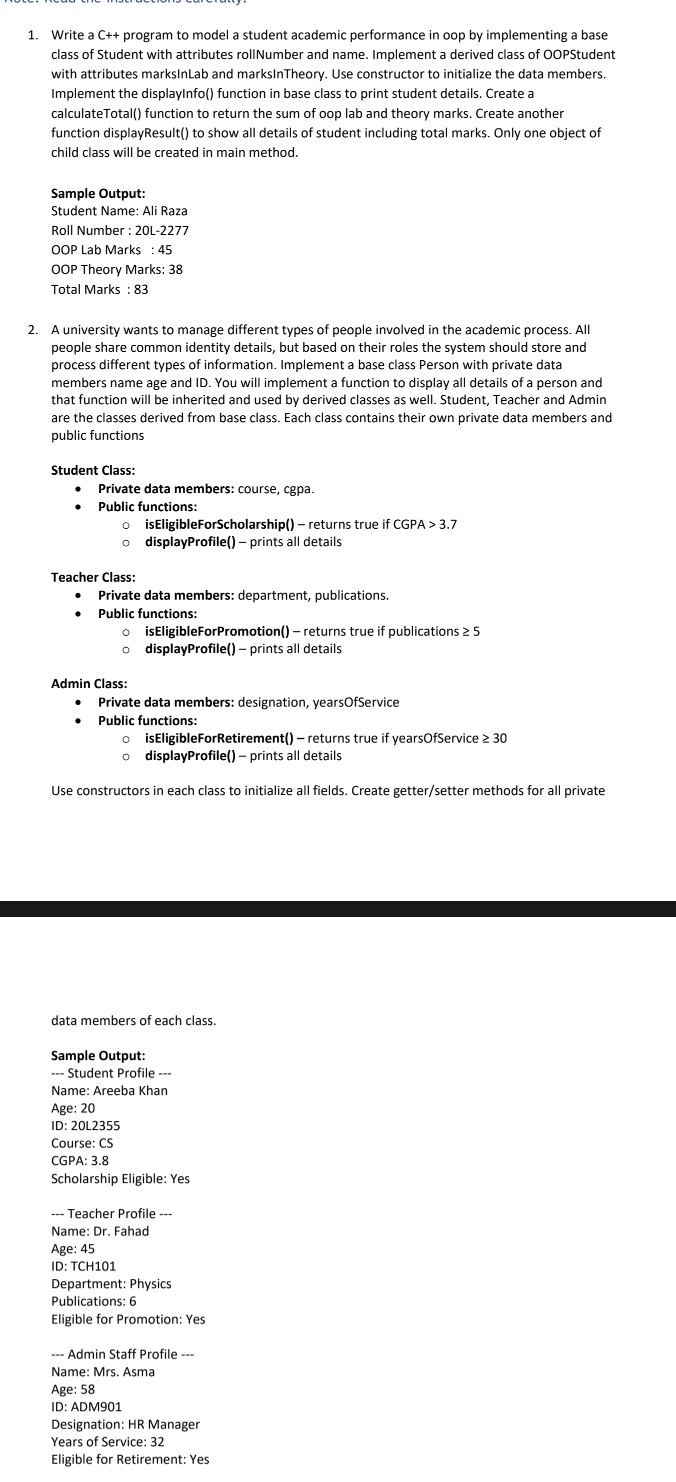 Note: Read the instructions carefully!
1. Write a C++ program to model a student academic performance in oop by implementing a base
class of Student with attributes rollNumber and name. Implement a derived class of OOPStudent
with attributes marksInLab and marksInTheory. Use constructor to initialize the data members.
Implement the displayInfo() function in base class to print student details. Create a
calculateTotal() function to return the sum of oop lab and theory marks. Create another
function displayResult() to show all details of student including total marks. Only one object of
child class will be created in main method.
Sample Output:
Student Name: Ali Raza
Roll Number : 20L-2277
OOP Lab Marks : 45
OOP Theory Marks: 38
Total Marks : 83
2. A university wants to manage different types of people involved in the academic process. All
people share common identity details, but based on their roles the system should store and
process different types of information. Implement a base class Person with private data
members name age and ID. You will implement a function to display all details of a person and
that function will be inherited and used by derived classes as well. Student, Teacher and Admin
are the classes derived from base class. Each class contains their own private data members and
public functions
Student Class:
• Private data members: course, cgpa.
• Public functions:
o isEligibleForScholarship() – returns true if CGPA > 3.7
o displayProfile() – prints all details
Teacher Class:
• Private data members: department, publications.
• Public functions:
o isEligibleForPromotion() – returns true if publications ≥ 5
o displayProfile() – prints all details
Admin Class:
• Private data members: designation, yearsOfService
• Public functions:
o isEligibleForRetirement() – returns true if yearsOfService ≥ 30
o displayProfile() – prints all details
Use constructors in each class to initialize all fields. Create getter/setter methods for all private
data members of each class.
Sample Output:
--- Student Profile ---
Name: Areeba Khan
Age: 20
ID: 20L2355
Course: CS
CGPA: 3.8
Scholarship Eligible: Yes
--- Teacher Profile ---
Name: Dr. Fahad
Age: 45
ID: TCH101
Department: Physics
Publications: 6
Eligible for Promotion: Yes
--- Admin Staff Profile ---
Name: Mrs. Asma
Age: 58
ID: ADM901
Designation: HR Manager
Years of Service: 32
Eligible for Retirement: Yes